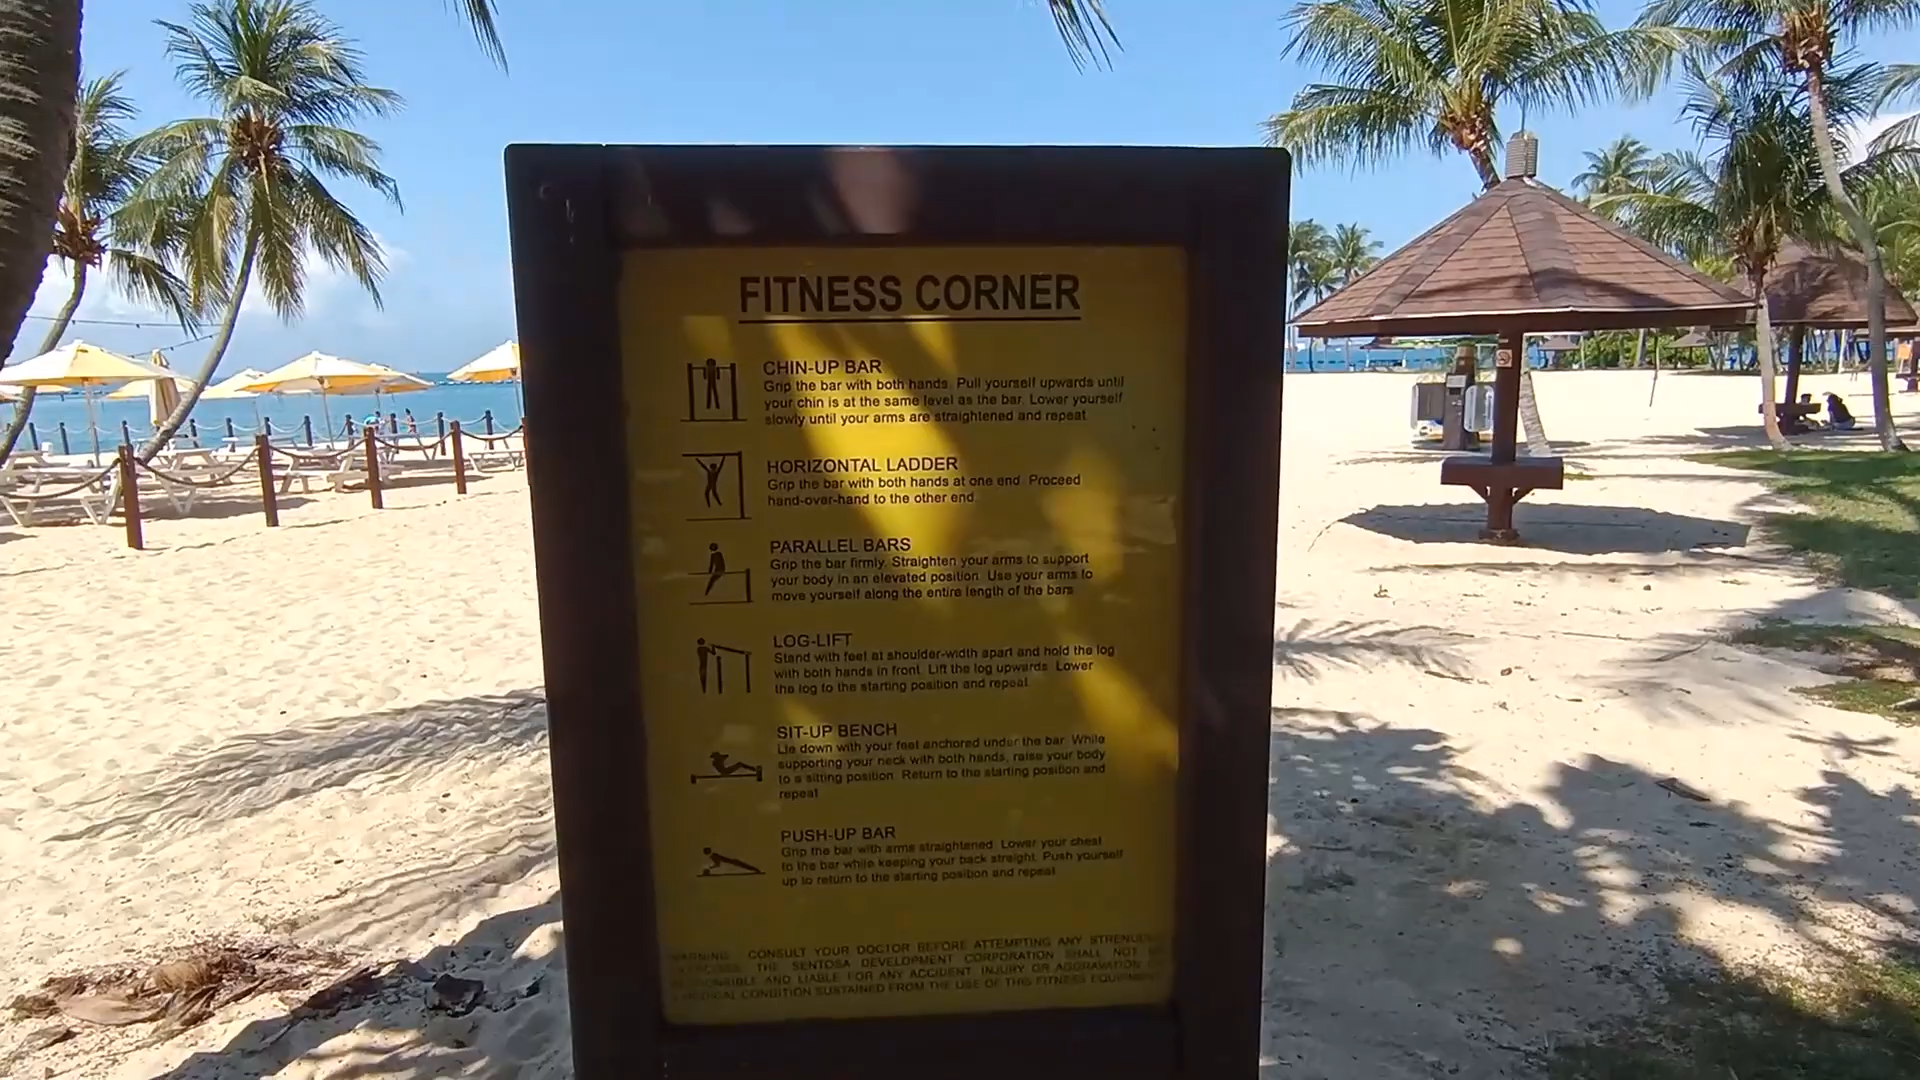 FITNESS CORNER
CHIN-UP BAR
Grip the bar with both hands. Pull yourself upwards until
your chin is at the same level as the bar. Lower yourself
slowly until your arms are straightened and repeat
HORIZONTAL LADDER
Grip the bar with both hands at one end. Proceed
hand-over-hand to the other end.
PARALLEL BARS
Grip the bar firmly. Straighten your arms to support
your body in an elevated position. Use your arms to
move yourself along the entire length of the bars
LOG-LIFT
Stand with feet at shoulder-width apart and hold the log
with both hands in front. Lift the log upwards. Lower
the log to the starting position and repeat
SIT-UP BENCH
Lie down with your feet anchored under the bar. While
supporting your neck with both hands, raise your body
to a sitting position. Return to the starting position and
repeat
PUSH-UP BAR
Grip the bar with arms straightened. Lower your chest
to the bar while keeping your back straight. Push yourself
up to return to the starting position and repeat
WARNING: CONSULT YOUR DOCTOR BEFORE ATTEMPTING ANY
THE SENTOSA DEVELOPMENT CORPORATION SHALL NOT
AND LIABLE FOR ANY ACCIDENT INJURY OR AGGRAVATION
CONDITION SUSTAINED FROM THE USE OF THIS FITNESS